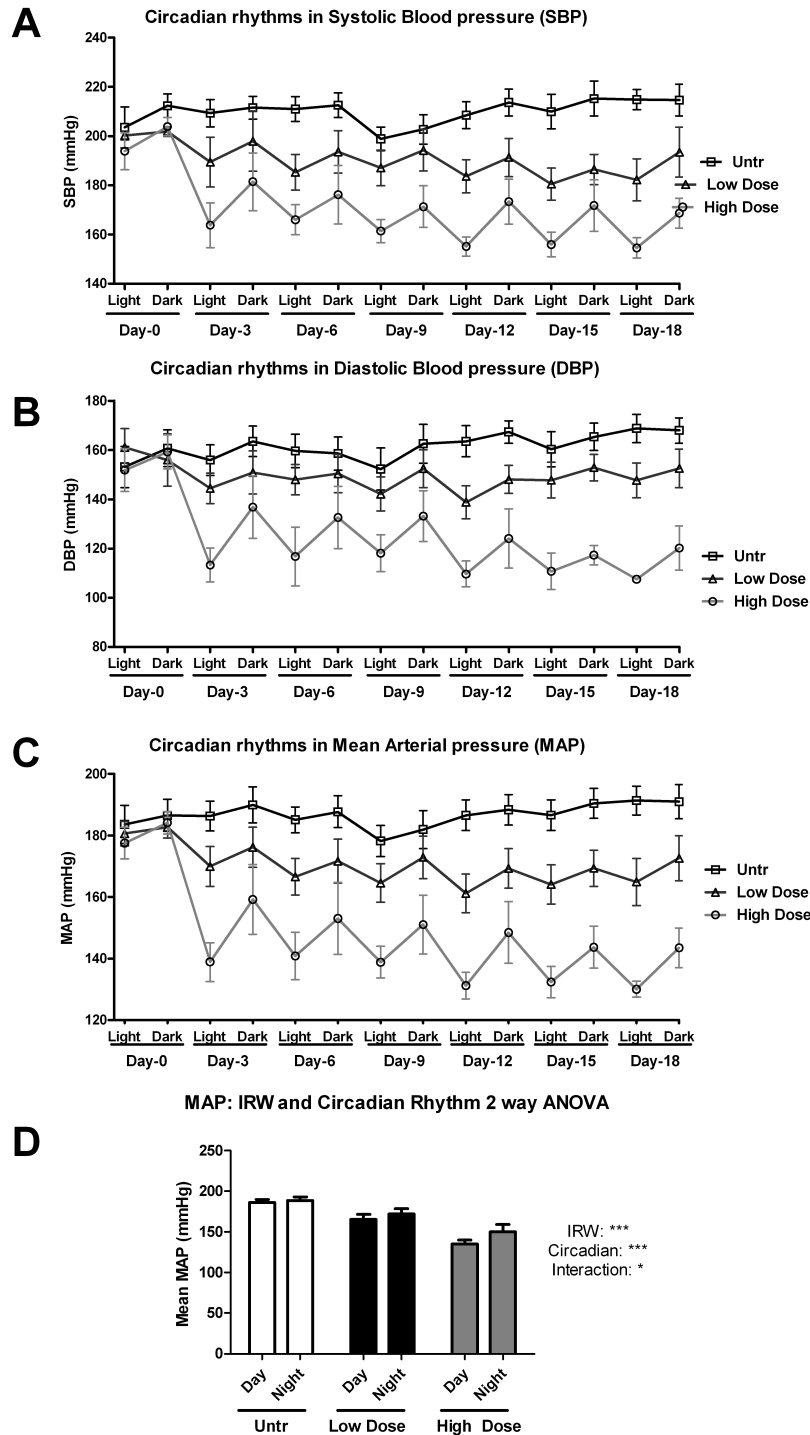 A
Circadian rhythms in Systolic Blood pressure (SBP)
SBP (mmHg)
240
220
200
180
160
140
Untr
Low Dose
High Dose
Light Dark Light Dark Light Dark Light Dark Light Dark Light Dark Light Dark
Day-0 Day-3 Day-6 Day-9 Day-12 Day-15 Day-18
B
Circadian rhythms in Diastolic Blood pressure (DBP)
DBP (mmHg)
180
160
140
120
100
80
Untr
Low Dose
High Dose
Light Dark Light Dark Light Dark Light Dark Light Dark Light Dark Light Dark
Day-0 Day-3 Day-6 Day-9 Day-12 Day-15 Day-18
C
Circadian rhythms in Mean Arterial pressure (MAP)
MAP (mmHg)
200
180
160
140
120
Untr
Low Dose
High Dose
Light Dark Light Dark Light Dark Light Dark Light Dark Light Dark Light Dark
Day-0 Day-3 Day-6 Day-9 Day-12 Day-15 Day-18
D
MAP: IRW and Circadian Rhythm 2 way ANOVA
Mean MAP (mmHg)
250
200
150
100
50
0
IRW: ***
Circadian: ***
Interaction: *
Day Night Day Night Day Night
Untr Low Dose High Dose